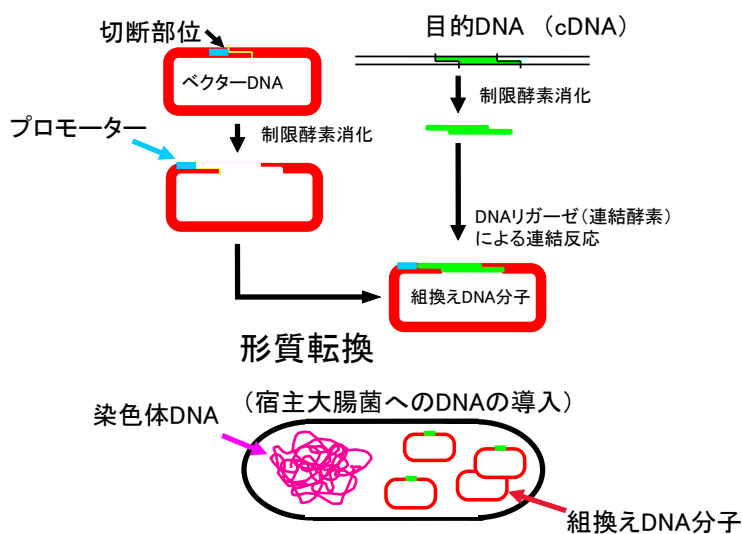 切断部位
目的DNA （cDNA）
ベクターDNA
制限酵素消化
プロモーター
制限酵素消化
DNAリガーゼ（連結酵素）
による連結反応
組換えDNA分子
形質転換
（宿主大腸菌へのDNAの導入）
染色体DNA
組換えDNA分子